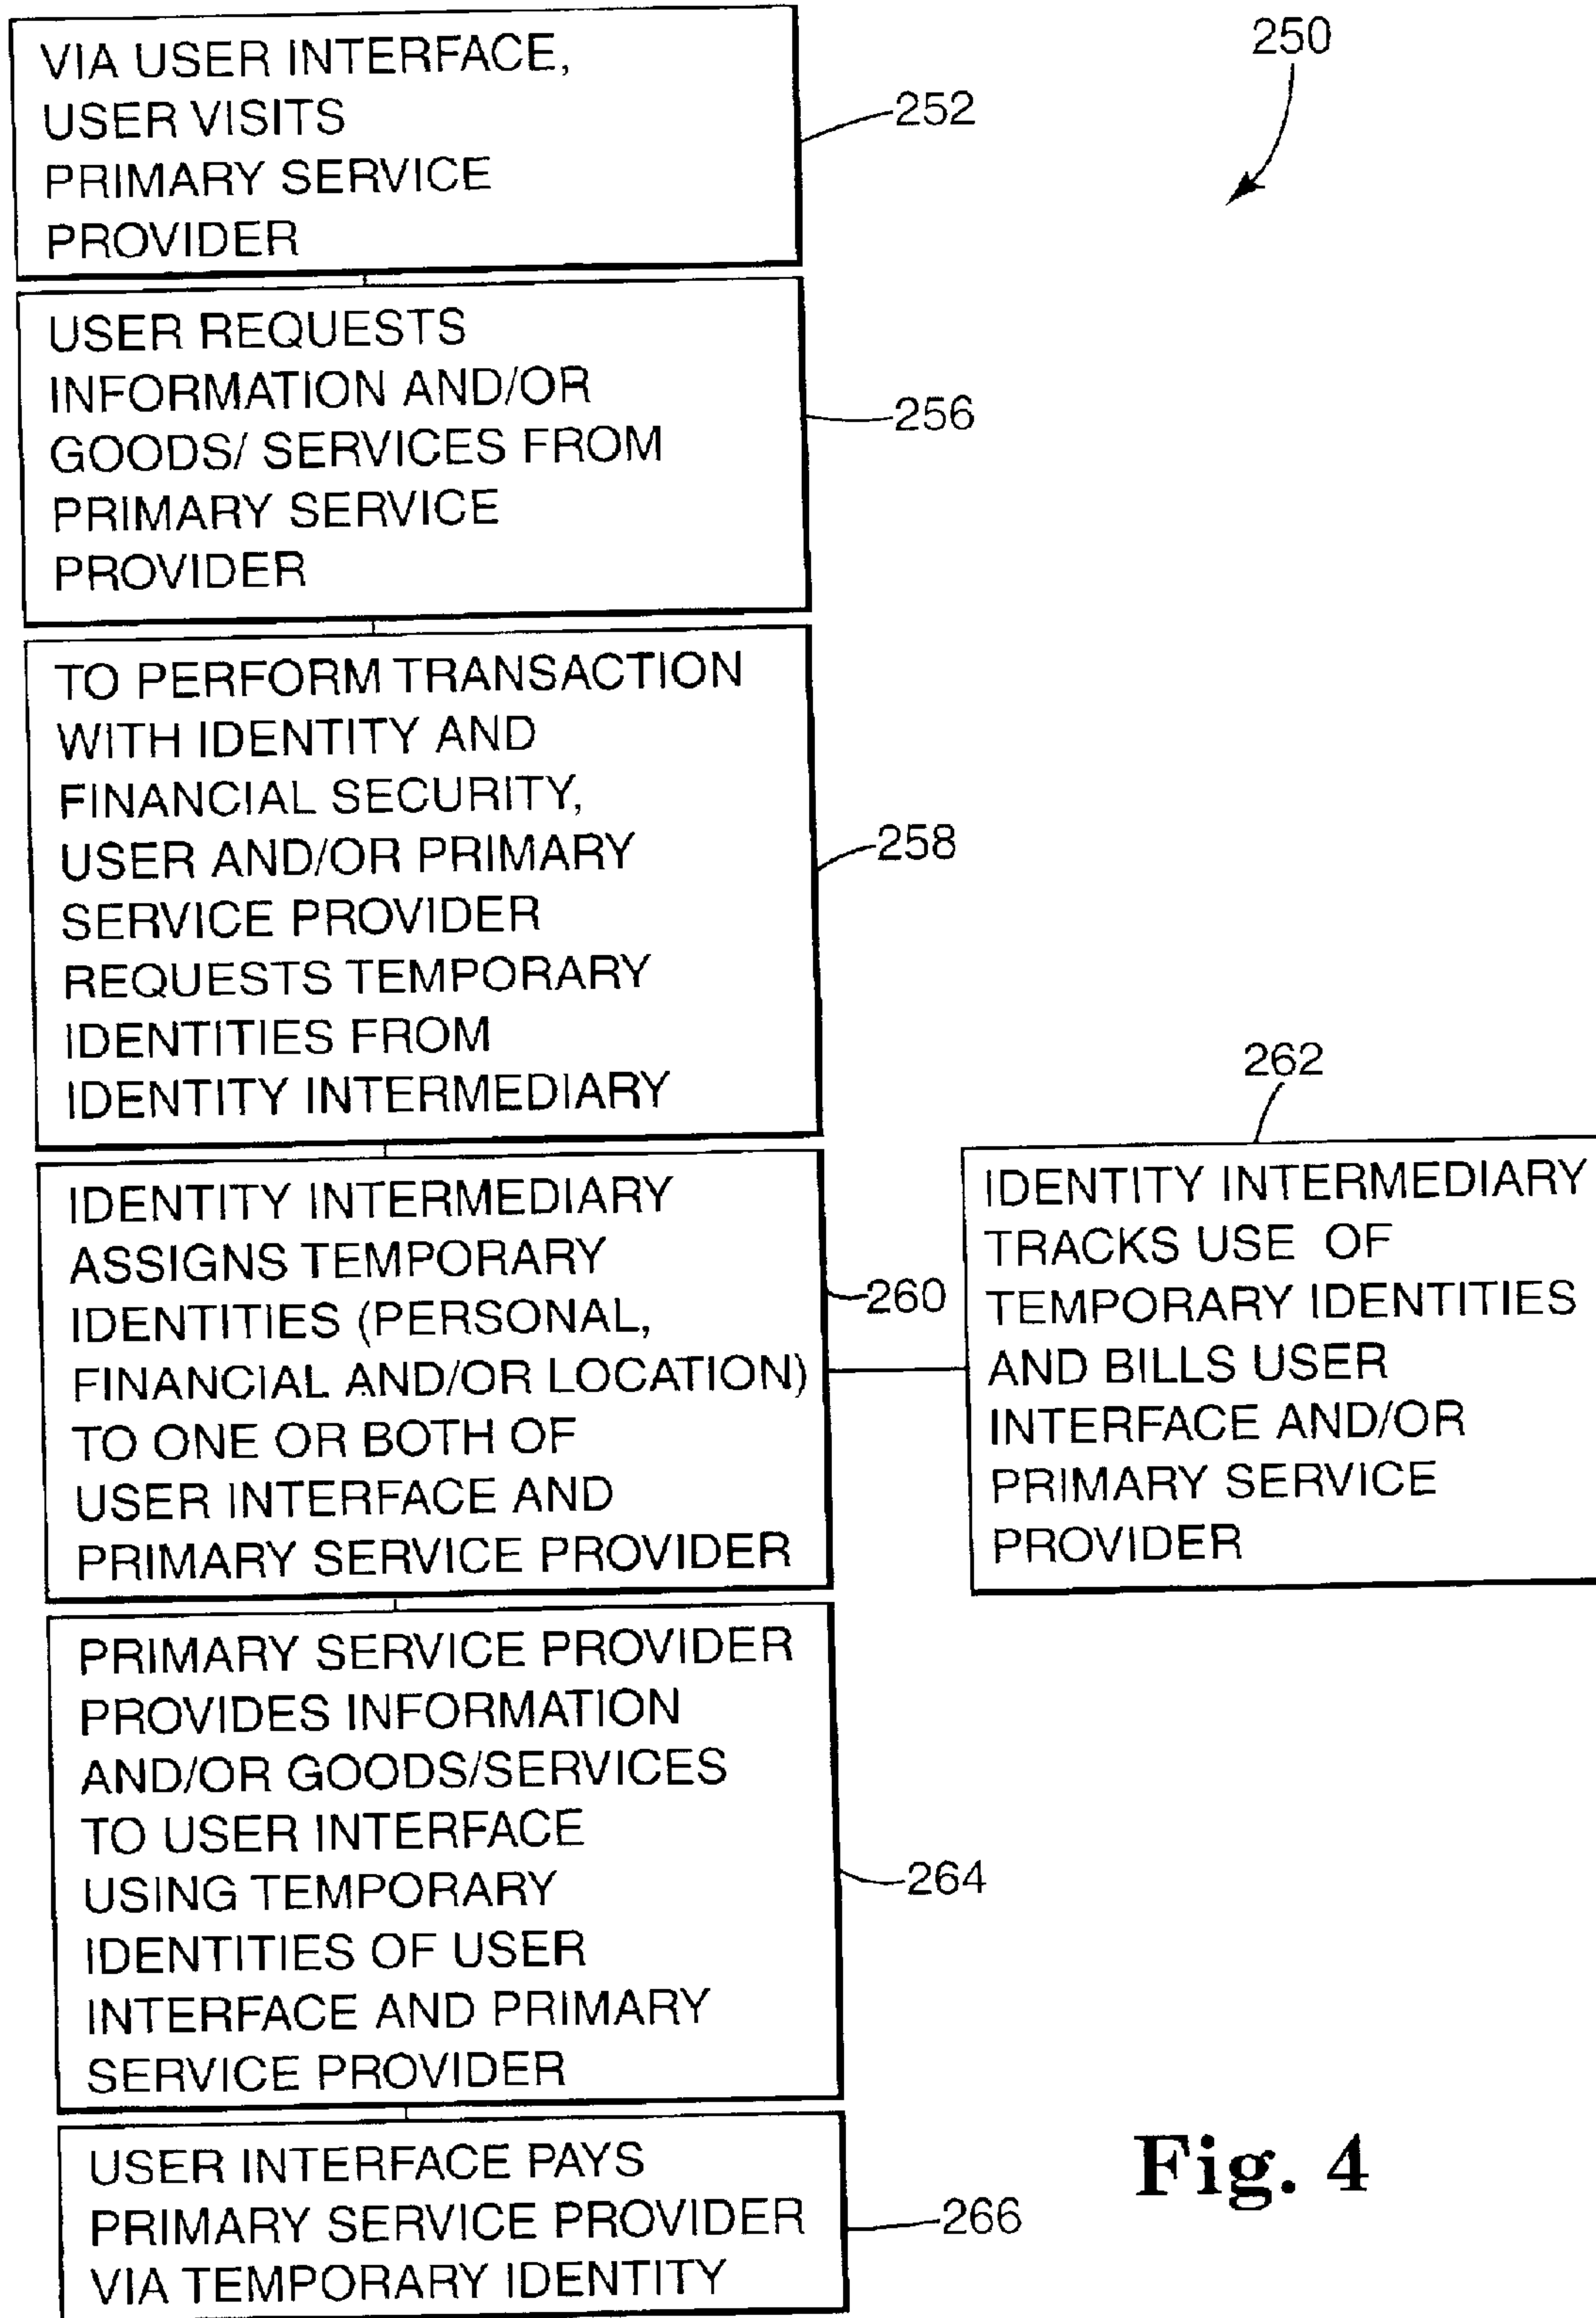 250
VIA USER INTERFACE,
USER VISITS
PRIMARY SERVICE
PROVIDER
252
USER REQUESTS
INFORMATION AND/OR
GOODS/ SERVICES FROM
PRIMARY SERVICE
PROVIDER
256
TO PERFORM TRANSACTION
WITH IDENTITY AND
FINANCIAL SECURITY,
USER AND/OR PRIMARY
SERVICE PROVIDER
REQUESTS TEMPORARY
IDENTITIES FROM
IDENTITY INTERMEDIARY
258
IDENTITY INTERMEDIARY
ASSIGNS TEMPORARY
IDENTITIES (PERSONAL,
FINANCIAL AND/OR LOCATION)
TO ONE OR BOTH OF
USER INTERFACE AND
PRIMARY SERVICE PROVIDER
260
262
IDENTITY INTERMEDIARY
TRACKS USE OF
TEMPORARY IDENTITIES
AND BILLS USER
INTERFACE AND/OR
PRIMARY SERVICE
PROVIDER
PRIMARY SERVICE PROVIDER
PROVIDES INFORMATION
AND/OR GOODS/SERVICES
TO USER INTERFACE
USING TEMPORARY
IDENTITIES OF USER
INTERFACE AND PRIMARY
SERVICE PROVIDER
264
USER INTERFACE PAYS
PRIMARY SERVICE PROVIDER
VIA TEMPORARY IDENTITY
266
Fig. 4